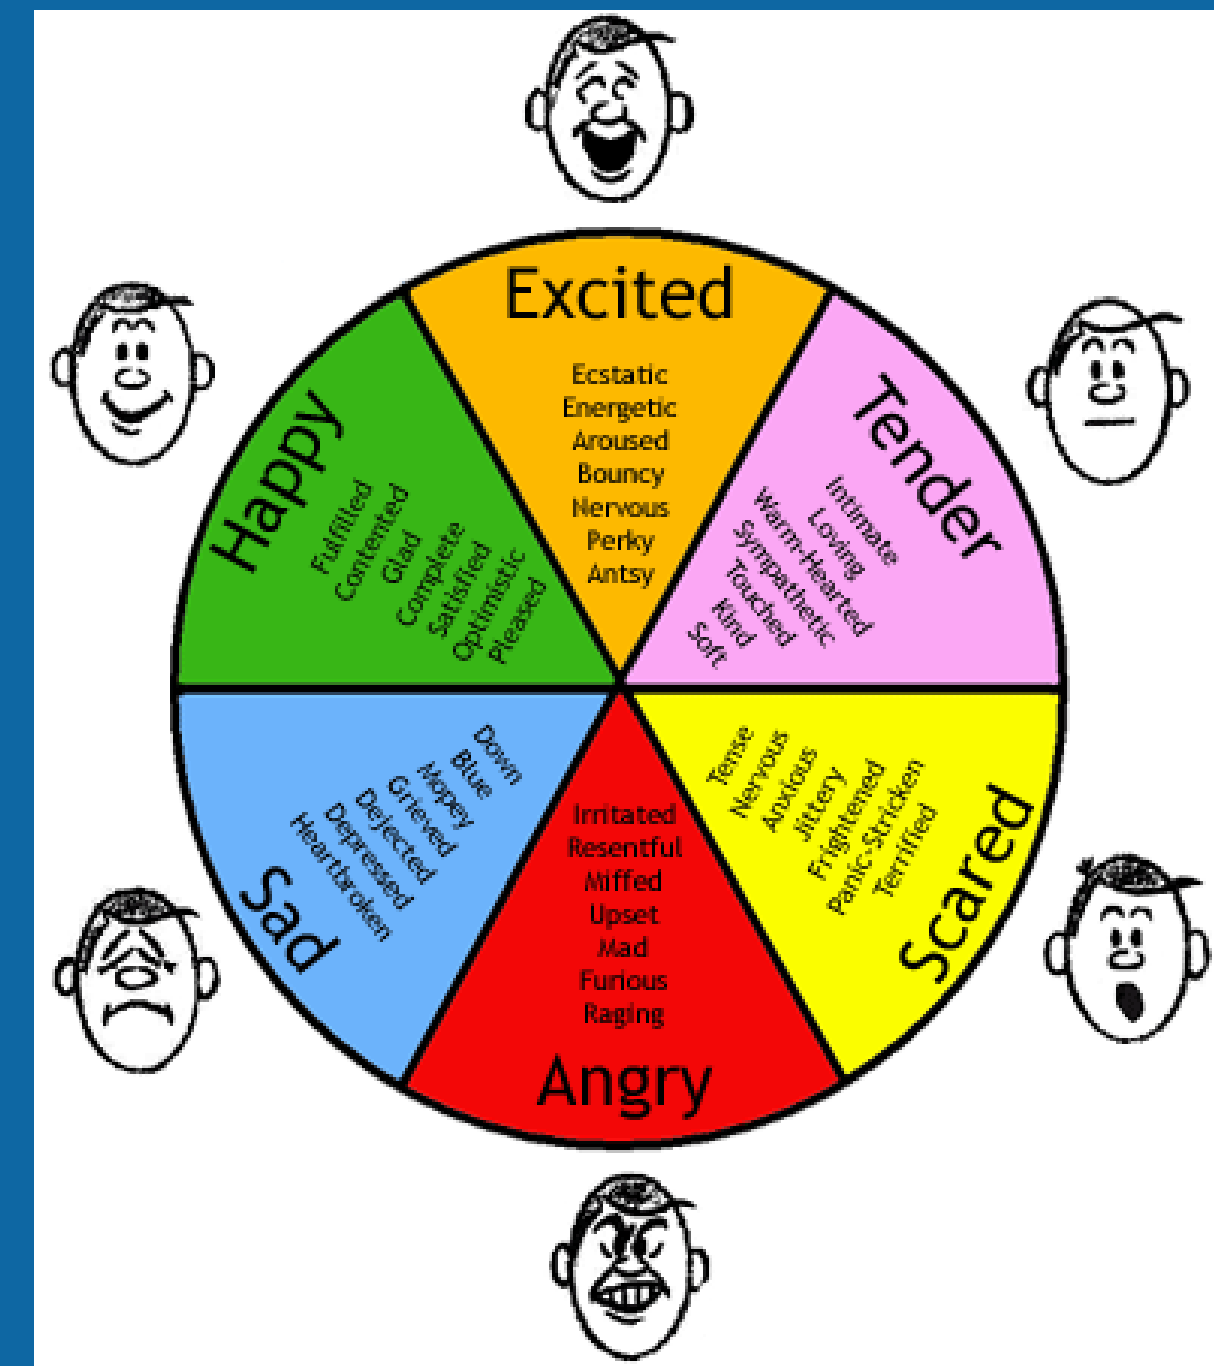 Excited
Ecstatic
Energetic
Aroused
Bouncy
Nervous
Perky
Antsy
Tender
Intimate
Loving
Warm-Hearted
Sympathetic
Touched
Kind
Soft
Scared
Tense
Nervous
Anxious
Jittery
Frightened
Panic-Stricken
Terrified
Angry
Irritated
Resentful
Miffed
Upset
Mad
Furious
Raging
Sad
Down
Blue
Mopey
Grieved
Dejected
Depressed
Heartbroken
Happy
Fulfilled
Contented
Glad
Complete
Satisfied
Optimistic
Pleased